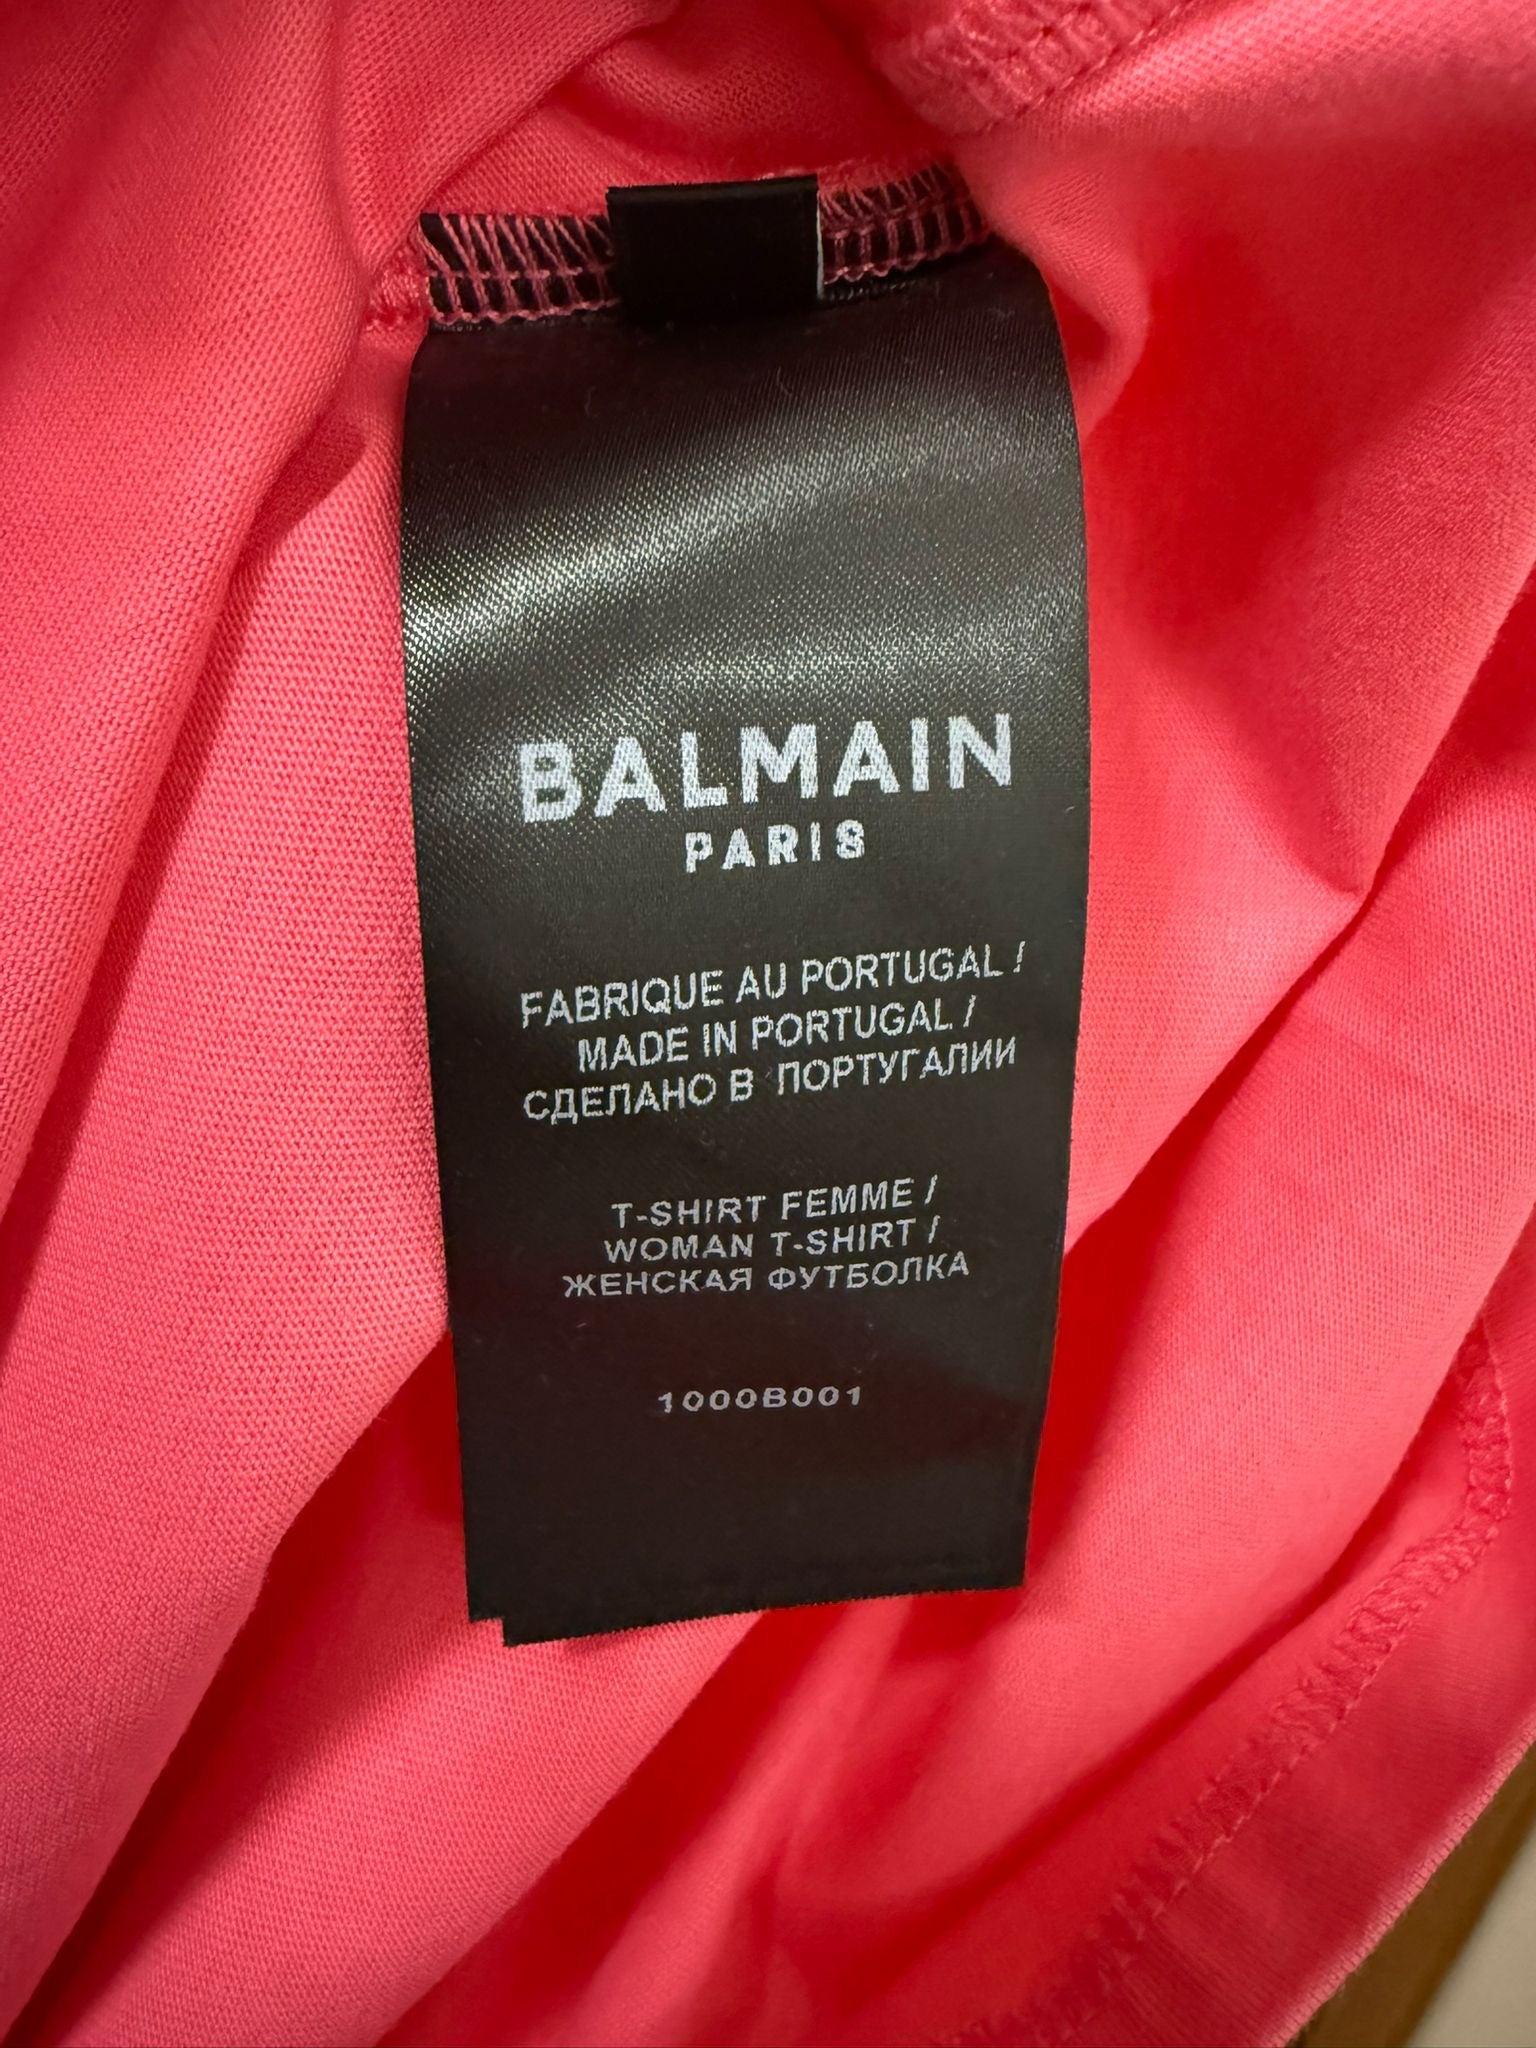 BALMAIN
PARIS
FABRIQUE AU PORTUGAL /
MADE IN PORTUGAL /
СДЕЛАНО В ПОРТУГАЛИИ
T-SHIRT FEMME /
WOMAN T-SHIRT /
ЖЕНСКАЯ ФУТБОЛКА
1000B001